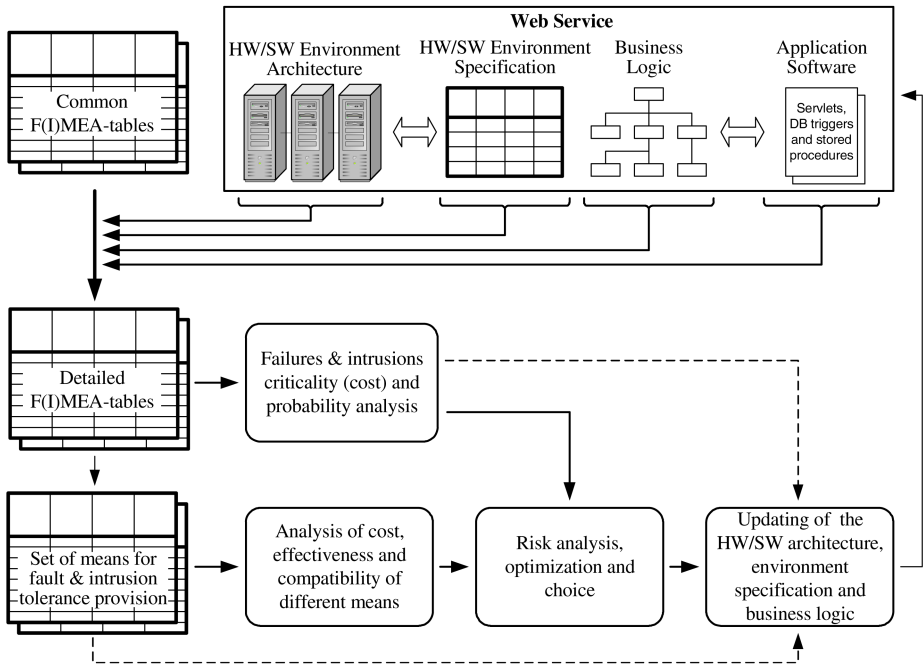 Web Service
HW/SW Environment
Architecture
HW/SW Environment
Specification
Business
Logic
Application
Software
Common
F(I)MEA-tables
Servlets,
DB triggers
and stored
procedures
Detailed
F(I)MEA-tables
Failures & intrusions
criticality (cost) and
probability analysis
Set of means for
fault & intrusion
tolerance provision
Analysis of cost,
effectiveness and
compatibility of
different means
Risk analysis,
optimization and
choice
Updating of the
HW/SW architecture,
environment
specification and
business logic